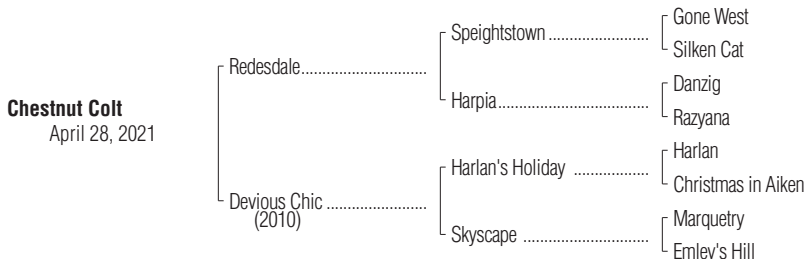 Gone West
Speightstown
Silken Cat
Redesdale
Danzig
Harpia
Razyana
Chestnut Colt
April 28, 2021
Harlan
Harlan's Holiday
Christmas in Aiken
Devious Chic
(2010)
Marquetry
Skyscape
Emley's Hill